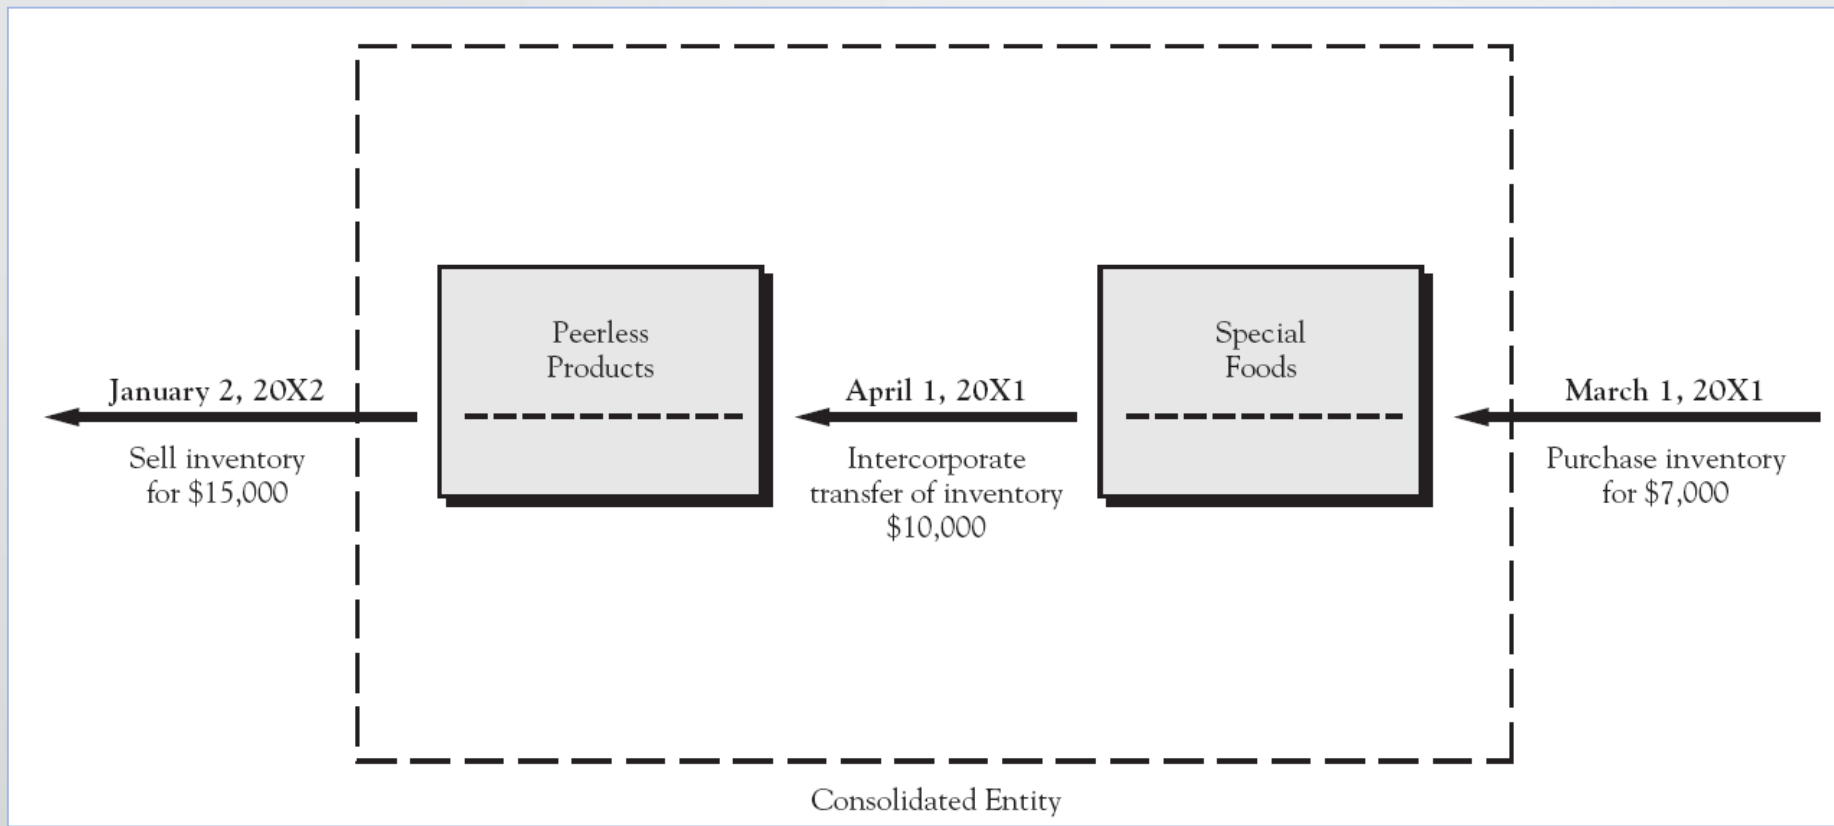 Peerless
Products
Special
Foods
January 2, 20X2
Sell inventory
for $15,000
April 1, 20X1
Intercorporate
transfer of inventory
$10,000
March 1, 20X1
Purchase inventory
for $7,000
Consolidated Entity